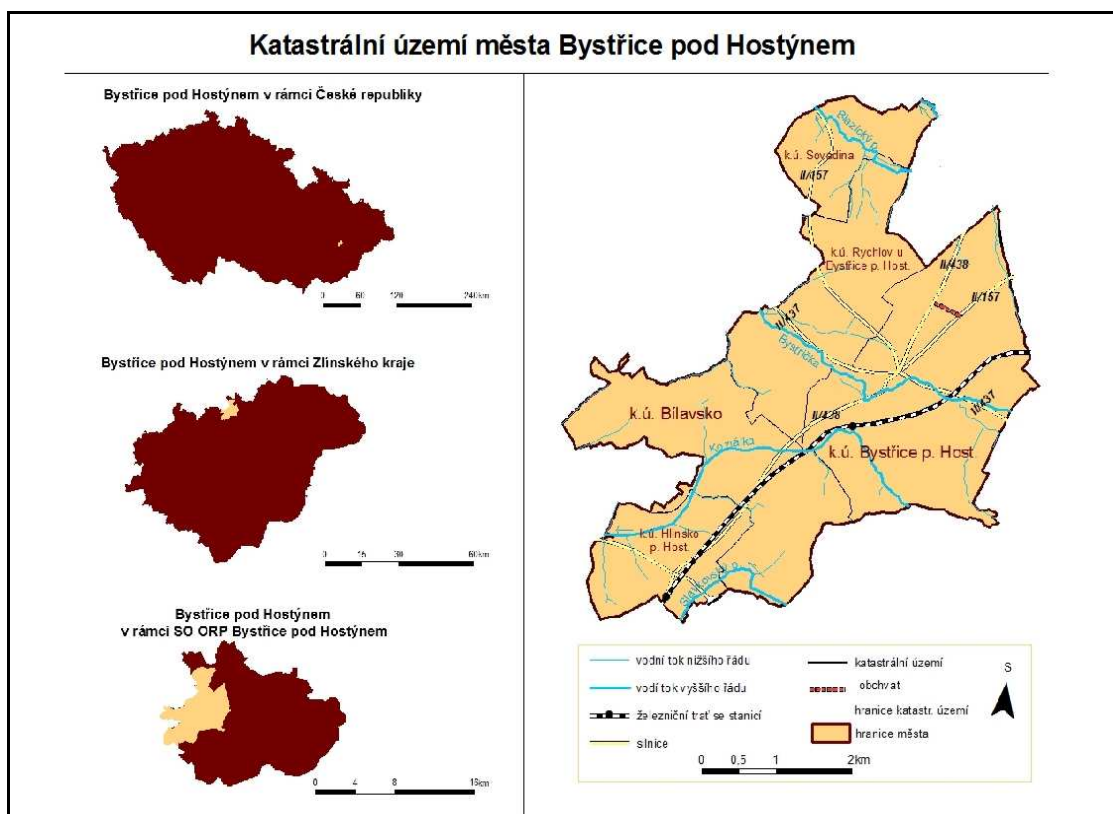 Katastrální území města Bystřice pod Hostýnem
Bystřice pod Hostýnem v rámci České republiky
0 60 120 240km
Bystřice pod Hostýnem v rámci Zlínského kraje
0 15 30 60km
Bystřice pod Hostýnem
v rámci SO ORP Bystřice pod Hostýnem
0 4 8 16km
Blazický p.
k.ú. Sovadina
II/157
k.ú. Rychlov u
Bystřice p. Host.
II/438
II/157
II/437
Bystřička
k.ú. Bílavsko
II/438
II/437
k.ú. Bystřice p. Host.
k.ú. Hlinsko
p. Host.
Slavkovský p.
vodní tok nižšího řádu
vodí tok vyššího řádu
železniční trať se stanicí
silnice
katastrální území
obchvat
hranice katastr. území
hranice města
S
0 0,5 1 2km